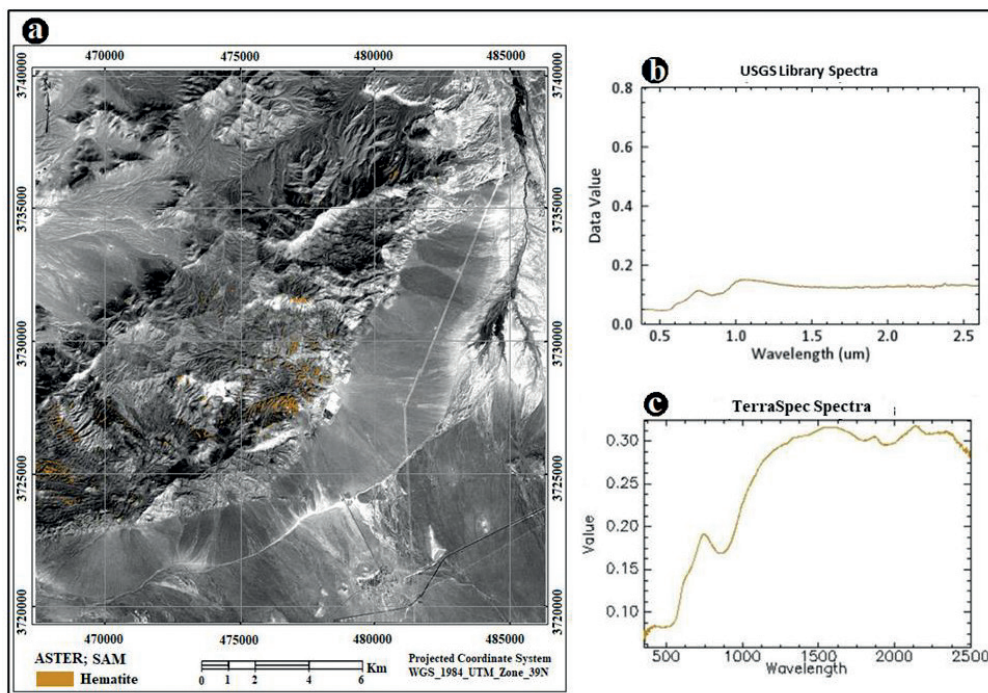 a
470000 475000 480000 485000
3740000 3740000
3735000 3735000
3730000 3730000
3725000 3725000
3720000 3720000
470000 475000 480000 485000
ASTER; SAM
Hematite
0 1 2 4 6 Km
Projected Coordinate System
WGS_1984_UTM_Zone_39N
b
USGS Library Spectra
0.8
0.6
0.4
0.2
0.0
Data Value
0.5 1.0 1.5 2.0 2.5
Wavelength (um)
c
TerraSpec Spectra
0.30
0.25
0.20
0.15
0.10
Value
500 1000 1500 2000 2500
Wavelength